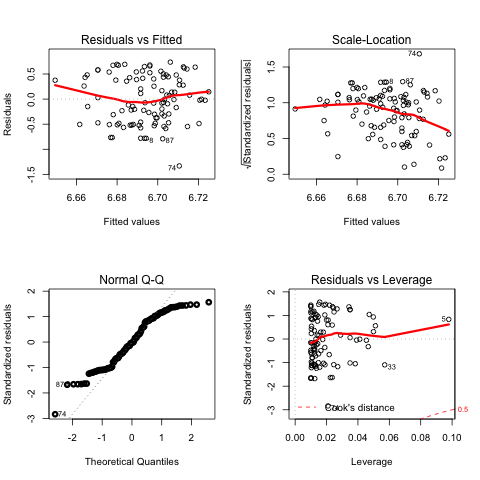 Residuals vs Fitted
Residuals
0.5
0.0
-0.5
-1.5
8
87
74
6.66 6.68 6.70 6.72
Fitted values
Scale-Location
√|Standardized residuals|
1.5
1.0
0.5
0.0
74
8
87
6.66 6.68 6.70 6.72
Fitted values
Normal Q-Q
Standardized residuals
2
1
0
-1
-2
-3
87
74
-2 -1 0 1 2
Theoretical Quantiles
Residuals vs Leverage
Standardized residuals
2
1
0
-1
-2
-3
5
33
Cook's distance
0.5
0.00 0.02 0.04 0.06 0.08 0.10
Leverage